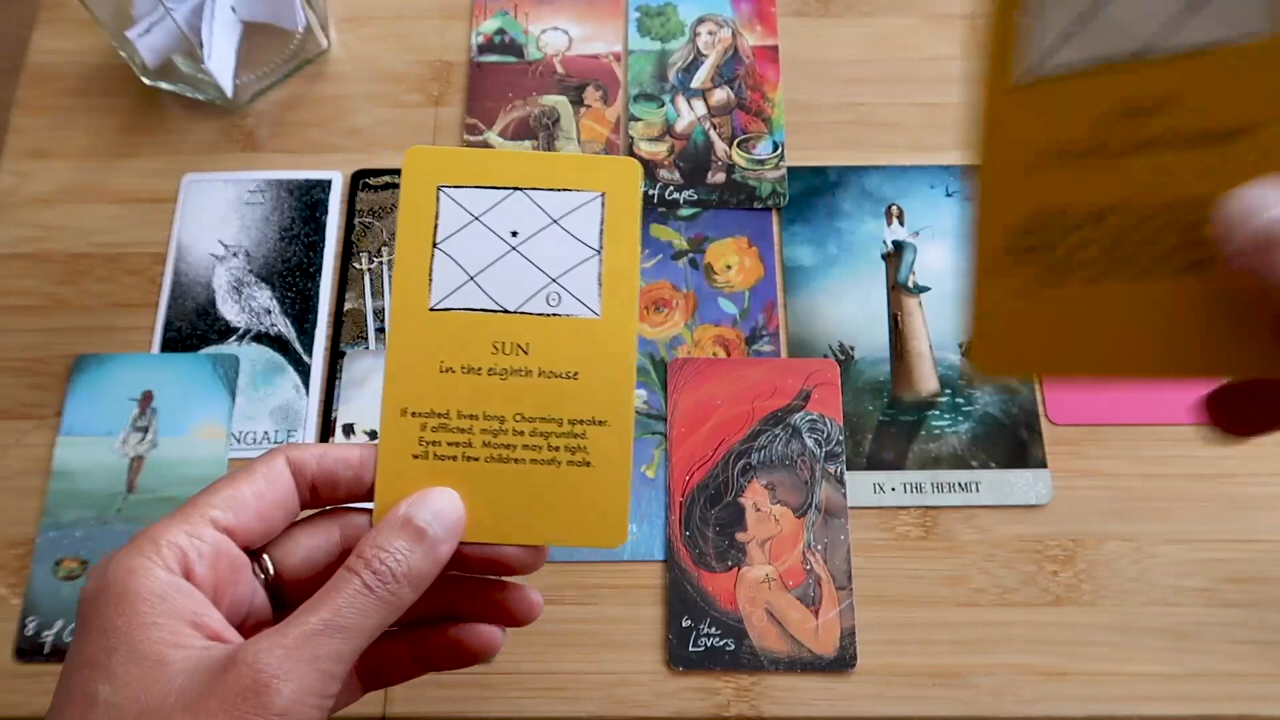 of Cups
SUN
in the eighth house
If exalted, lives long. Charming speaker.
If afflicted, might be disgruntled.
Eyes weak. Money may be tight,
will have few children mostly male.
NGALE
IX • THE HERMIT
8 of
6. the
Lovers